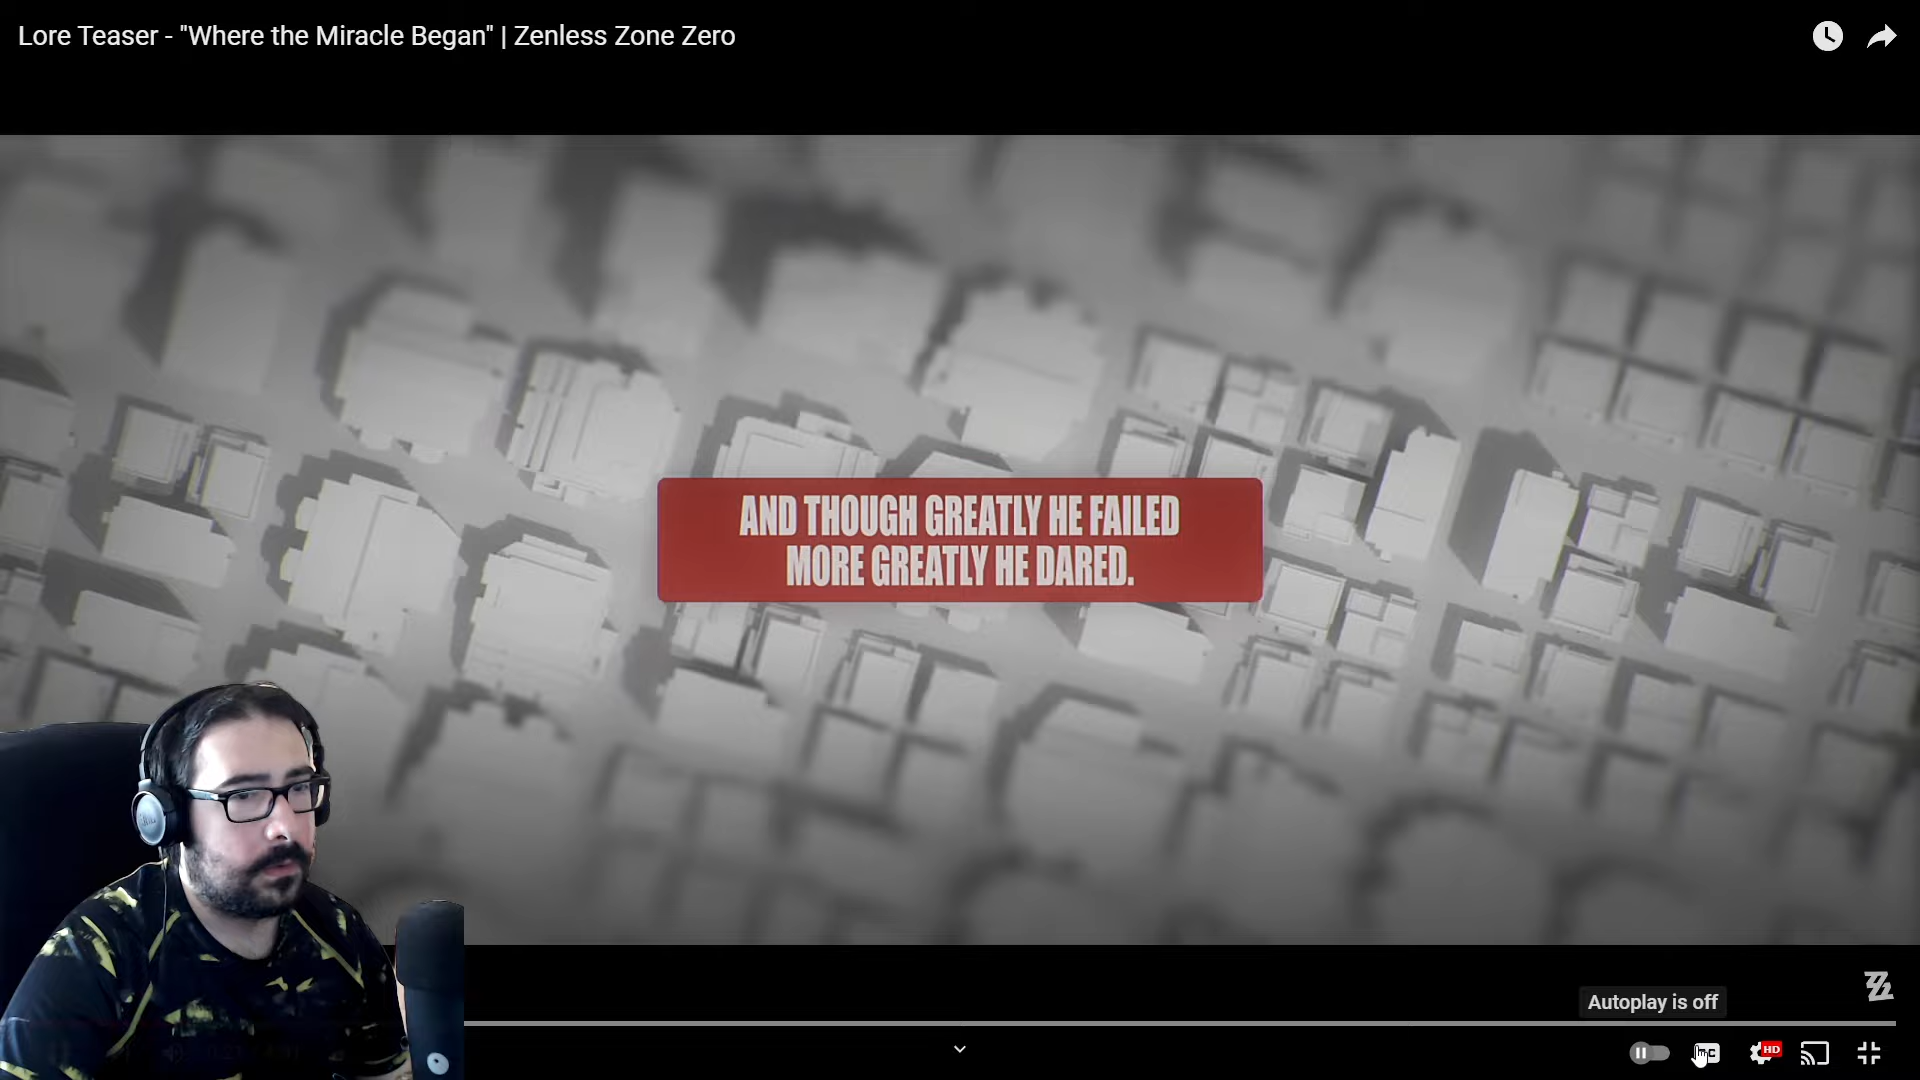 Lore Teaser - "Where the Miracle Began" | Zenless Zone Zero
AND THOUGH GREATLY HE FAILED
MORE GREATLY HE DARED.
Autoplay is off
HD